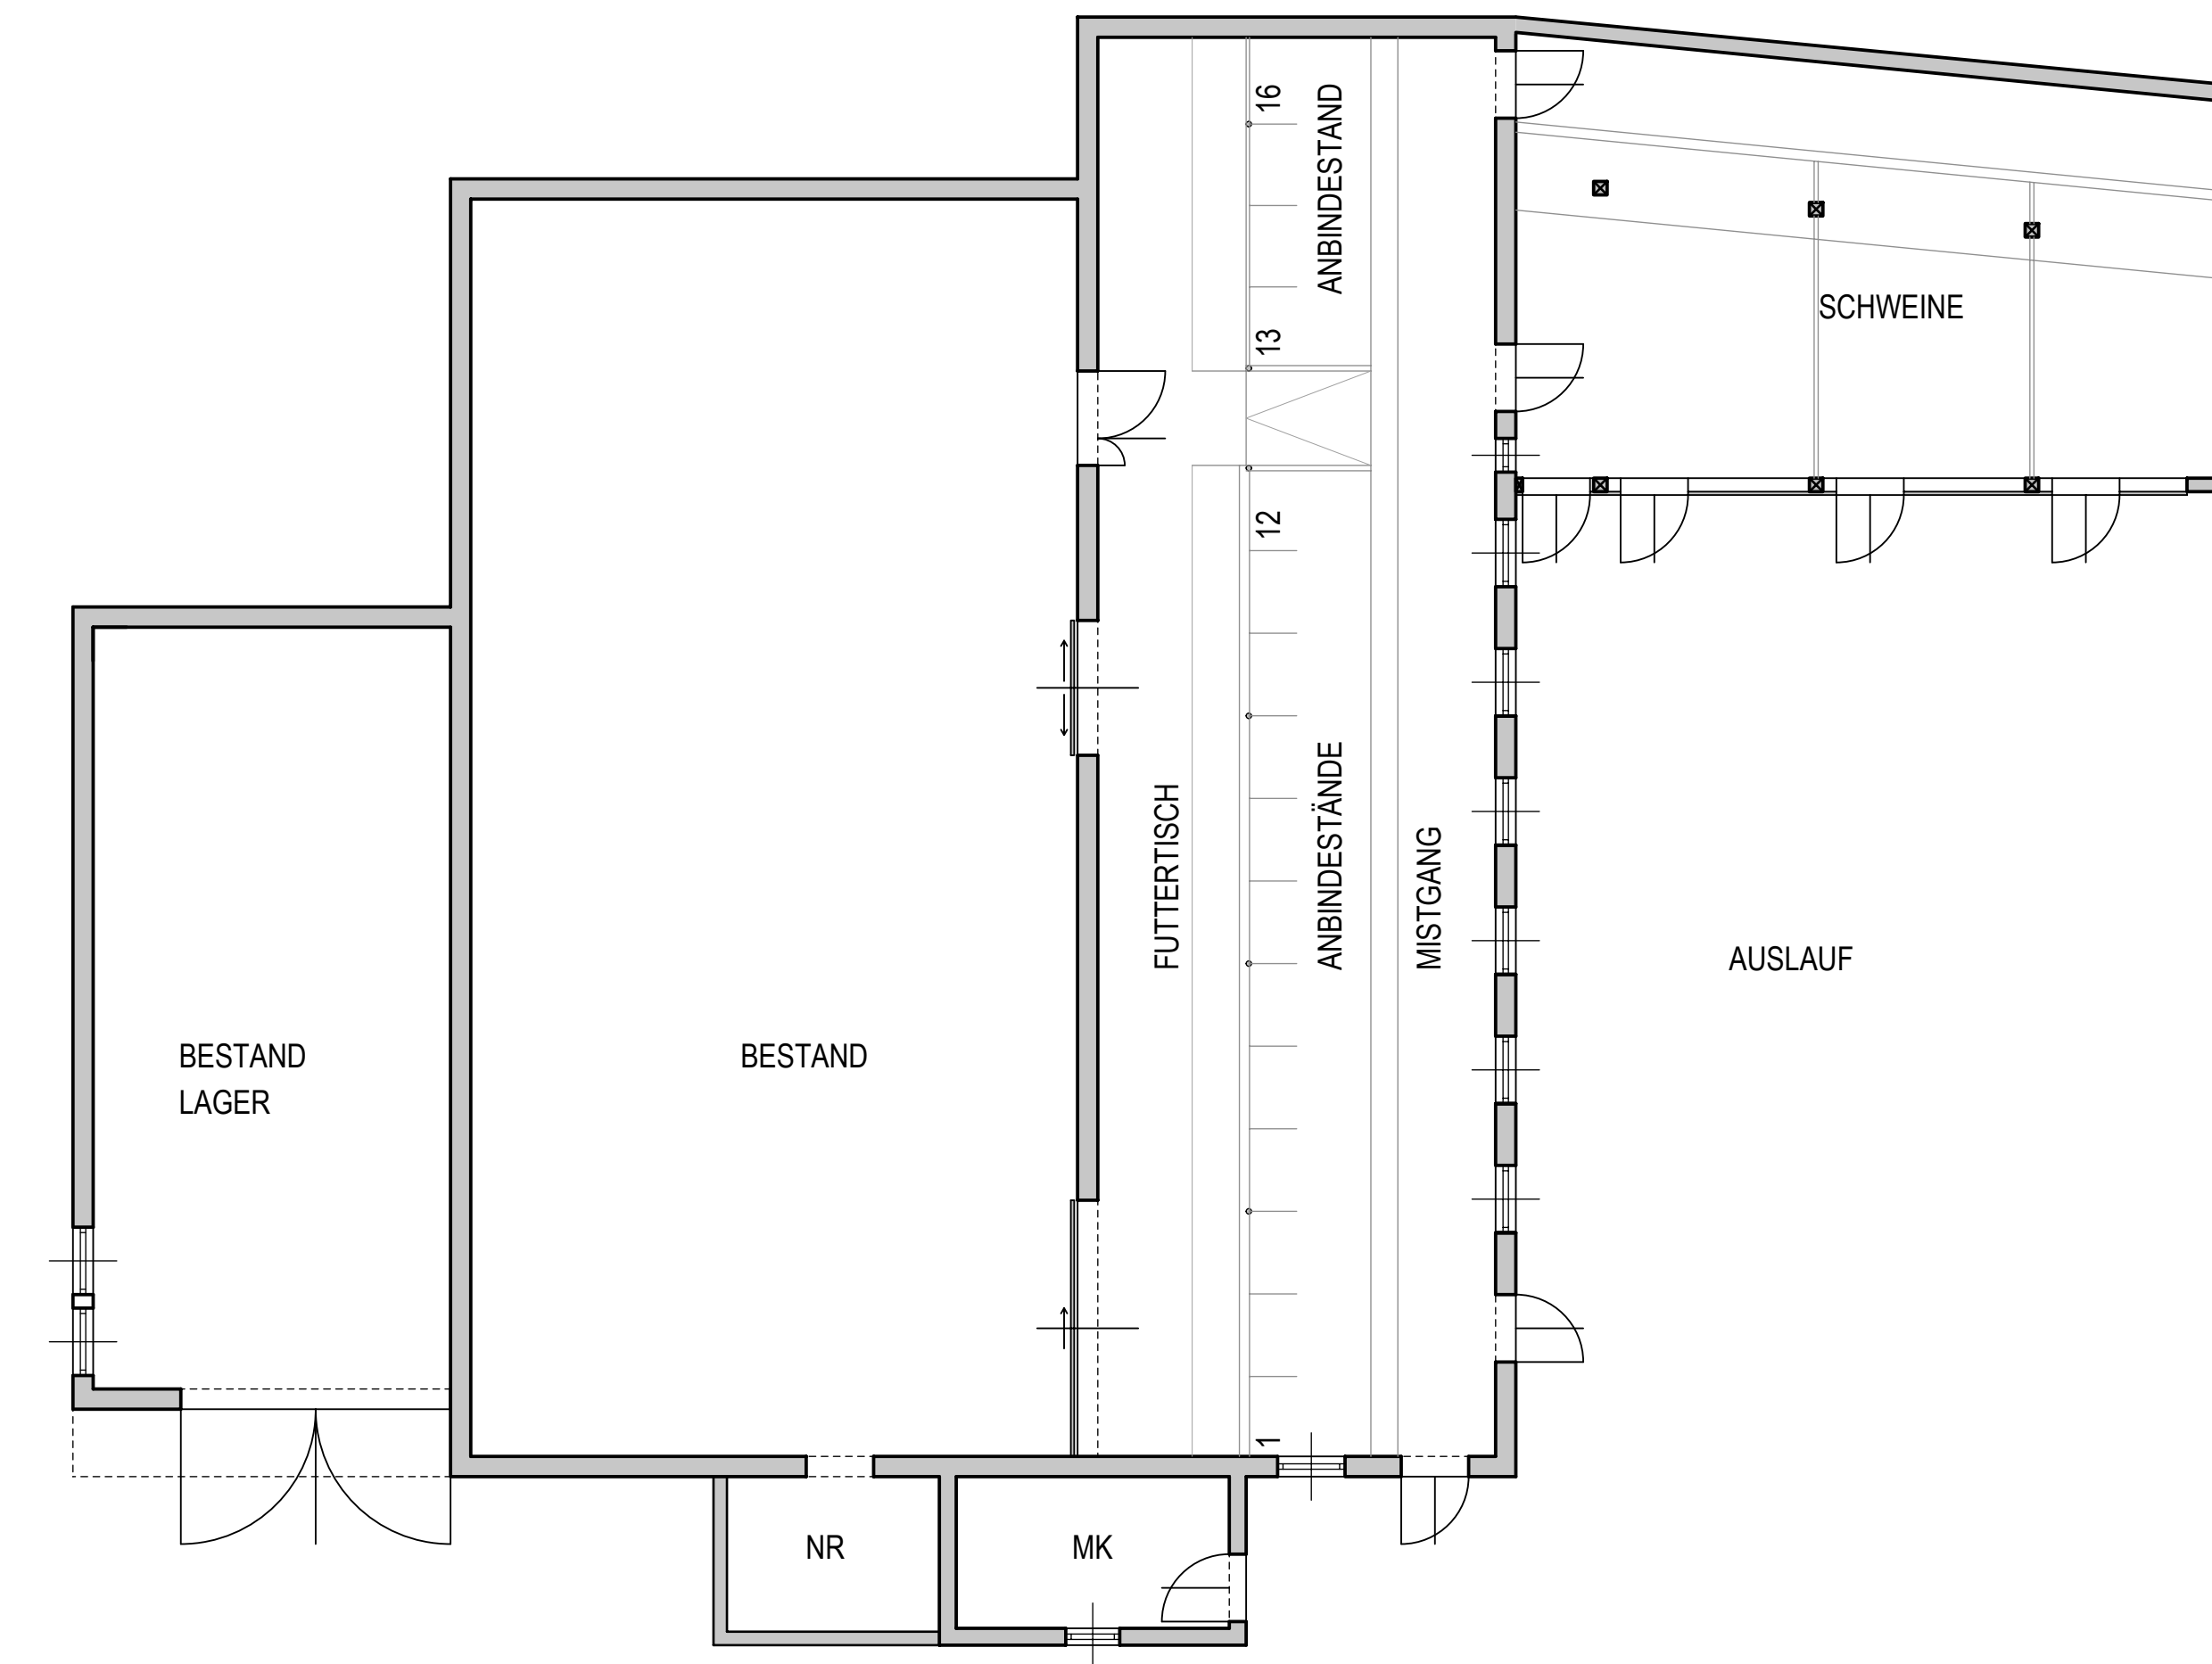 16
ANBINDESTAND
13
SCHWEINE
12
FUTTERTISCH
ANBINDESTÄNDE
MISTGANG
AUSLAUF
BESTAND
LAGER
BESTAND
1
NR
MK